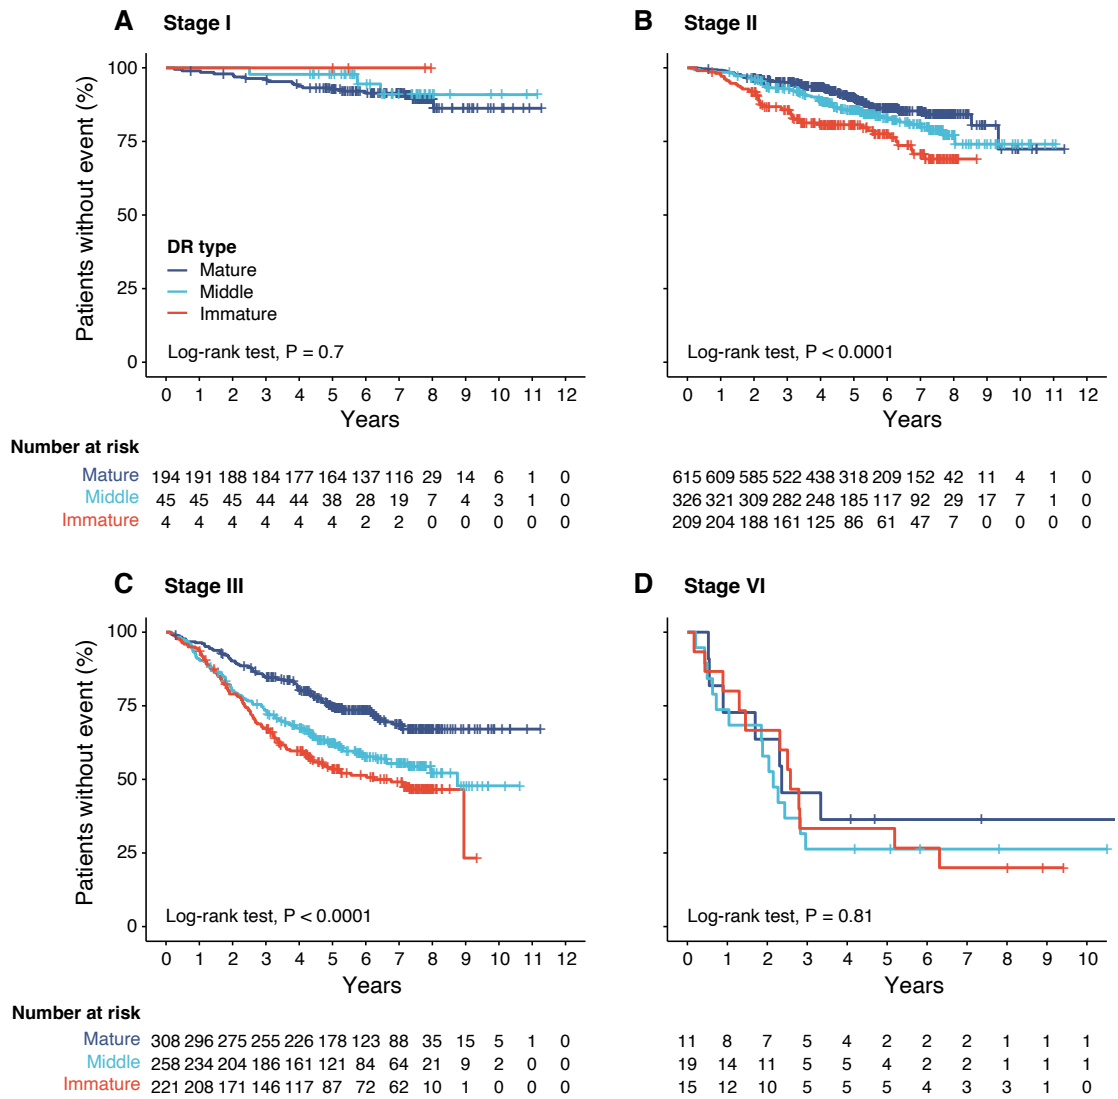 A Stage I
100
75
50
25
0
Patients without event (%)
DR type
Mature
Middle
Immature
Log-rank test, P = 0.7
0 1 2 3 4 5 6 7 8 9 10 11 12
Years
Number at risk
Mature 194 191 188 184 177 164 137 116 29 14 6 1 0
Middle 45 45 45 44 44 38 28 19 7 4 3 1 0
Immature 4 4 4 4 4 4 2 2 0 0 0 0 0
B Stage II
100
75
50
25
0
Log-rank test, P < 0.0001
0 1 2 3 4 5 6 7 8 9 10 11 12
Years
615 609 585 522 438 318 209 152 42 11 4 1 0
326 321 309 282 248 185 117 92 29 17 7 1 0
209 204 188 161 125 86 61 47 7 0 0 0 0
C Stage III
100
75
50
25
0
Patients without event (%)
Log-rank test, P < 0.0001
0 1 2 3 4 5 6 7 8 9 10 11 12
Years
Number at risk
Mature 308 296 275 255 226 178 123 88 35 15 5 1 0
Middle 258 234 204 186 161 121 84 64 21 9 2 0 0
Immature 221 208 171 146 117 87 72 62 10 1 0 0 0
D Stage VI
100
75
50
25
0
Log-rank test, P = 0.81
0 1 2 3 4 5 6 7 8 9 10
Years
11 8 7 5 4 2 2 2 1 1 1
19 14 11 5 5 4 2 2 1 1 1
15 12 10 5 5 5 4 3 3 1 0